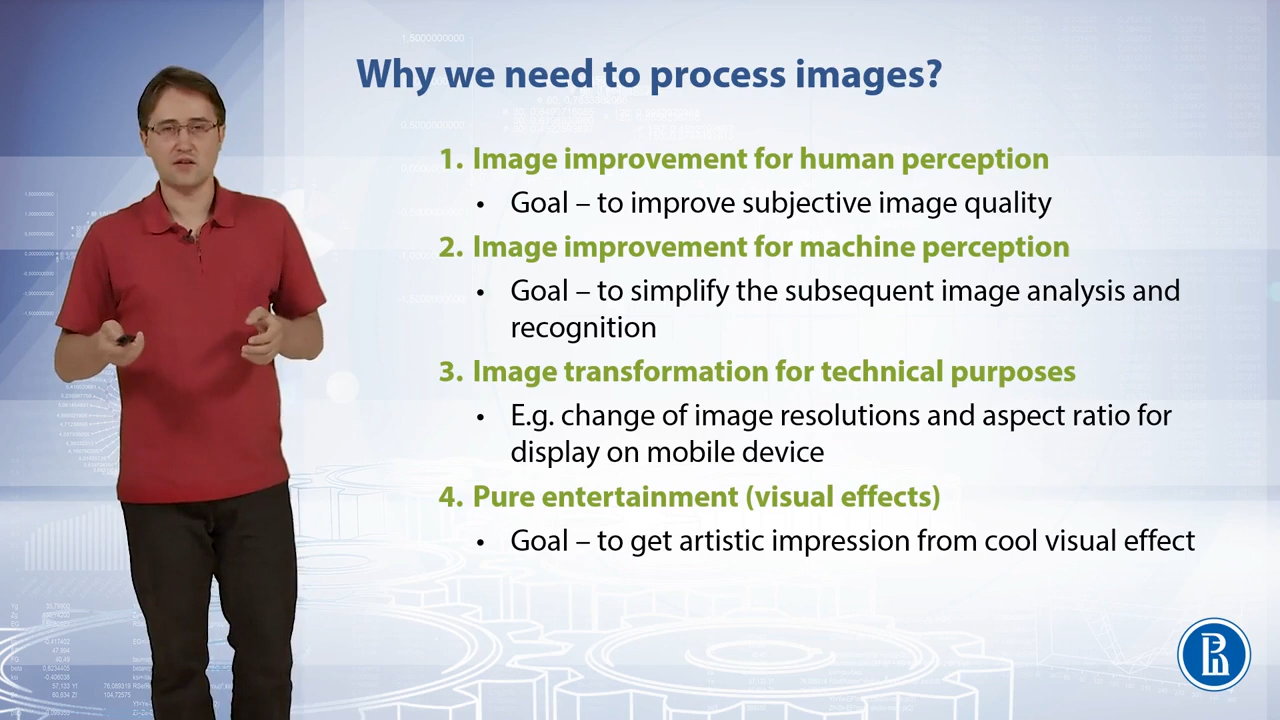 Why we need to process images?
1. Image improvement for human perception
• Goal – to improve subjective image quality
2. Image improvement for machine perception
• Goal – to simplify the subsequent image analysis and
recognition
3. Image transformation for technical purposes
• E.g. change of image resolutions and aspect ratio for
display on mobile device
4. Pure entertainment (visual effects)
• Goal – to get artistic impression from cool visual effect